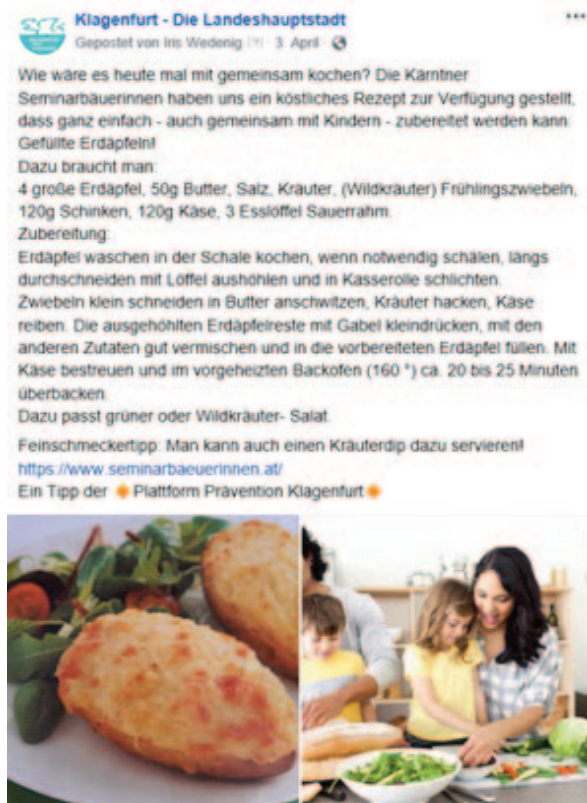 Klagenfurt - Die Landeshauptstadt
Gepostet von Iris Wedenig [?] · 3. April ·
Wie wäre es heute mal mit gemeinsam kochen? Die Kärntner
Seminarbäuerinnen haben uns ein köstliches Rezept zur Verfügung gestellt,
dass ganz einfach - auch gemeinsam mit Kindern - zubereitet werden kann:
Gefüllte Erdäpfeln!
Dazu braucht man:
4 große Erdäpfel, 50g Butter, Salz, Kräuter, (Wildkräuter) Frühlingszwiebeln,
120g Schinken, 120g Käse, 3 Esslöffel Sauerrahm.
Zubereitung:
Erdäpfel waschen in der Schale kochen, wenn notwendig schälen, längs
durchschneiden mit Löffel aushöhlen und in Kasserolle schlichten.
Zwiebeln klein schneiden in Butter anschwitzen, Kräuter hacken, Käse
reiben. Die ausgehöhlten Erdäpfelreste mit Gabel kleindrücken, mit den
anderen Zutaten gut vermischen und in die vorbereiteten Erdäpfel füllen. Mit
Käse bestreuen und im vorgeheizten Backofen (160 °) ca. 20 bis 25 Minuten
überbacken.
Dazu passt grüner oder Wildkräuter- Salat.
Feinschmeckertipp: Man kann auch einen Kräuterdip dazu servieren!
https://www.seminarbaeuerinnen.at/
Ein Tipp der 🔸Plattform Prävention Klagenfurt🔸